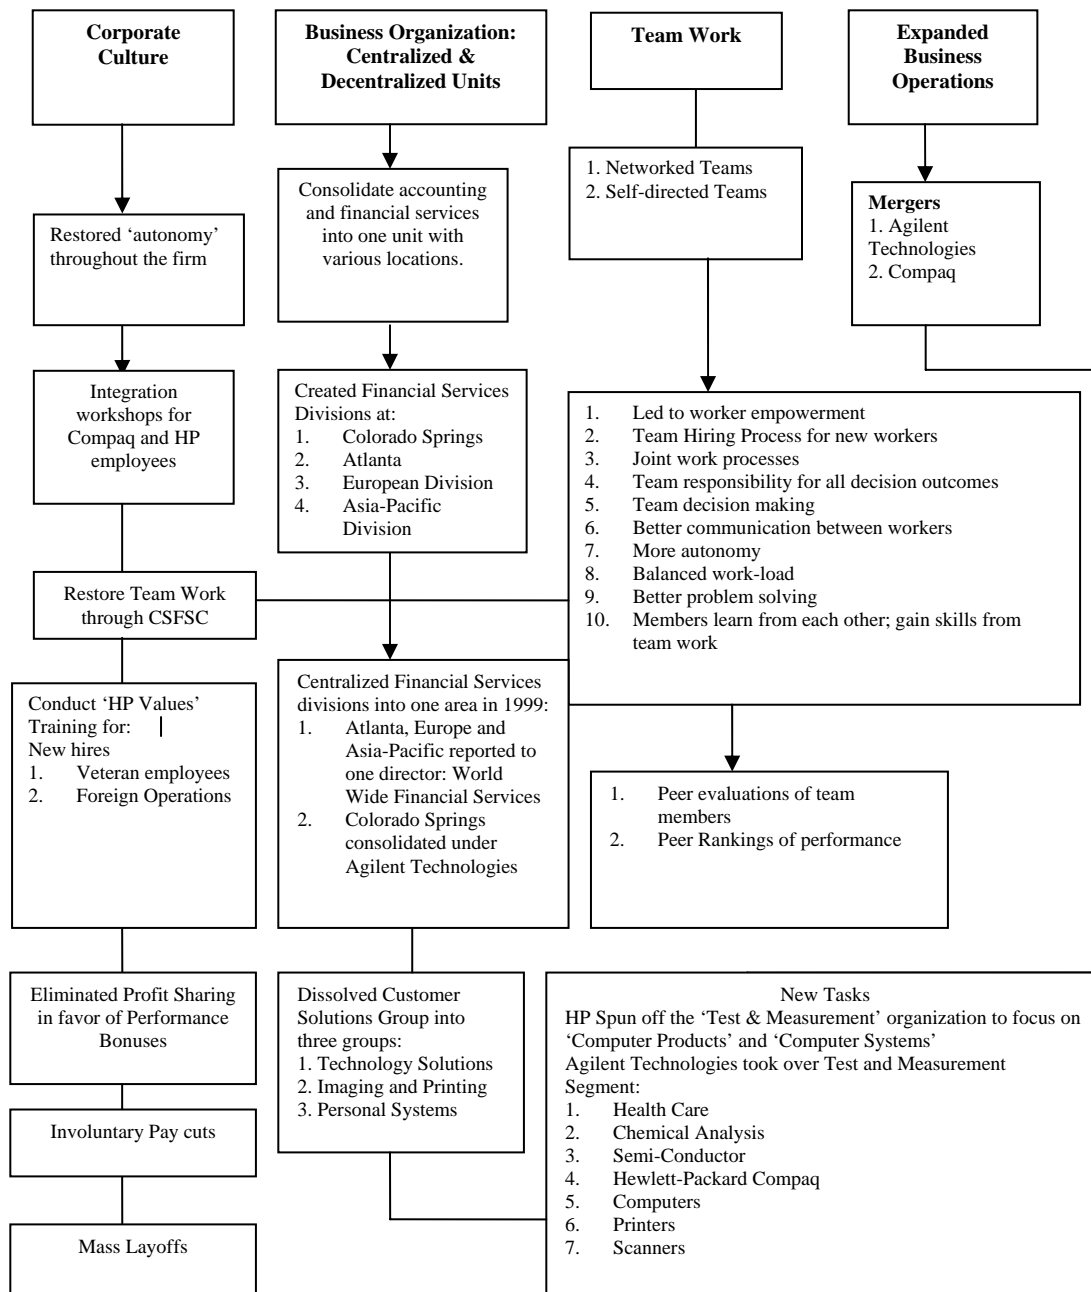 Corporate
Culture
Business Organization:
Centralized &
Decentralized Units
Team Work
Expanded
Business
Operations
Restored ‘autonomy’
throughout the firm
Consolidate accounting
and financial services
into one unit with
various locations.
1. Networked Teams
2. Self-directed Teams
Mergers
1. Agilent
Technologies
2. Compaq
Integration
workshops for
Compaq and HP
employees
Created Financial Services
Divisions at:
1. Colorado Springs
2. Atlanta
3. European Division
4. Asia-Pacific
Division
1. Led to worker empowerment
2. Team Hiring Process for new workers
3. Joint work processes
4. Team responsibility for all decision outcomes
5. Team decision making
6. Better communication between workers
7. More autonomy
8. Balanced work-load
9. Better problem solving
10. Members learn from each other; gain skills from
team work
Restore Team Work
through CSFSC
Conduct ‘HP Values’
Training for:
New hires
1. Veteran employees
2. Foreign Operations
Centralized Financial Services
divisions into one area in 1999:
1. Atlanta, Europe and
Asia-Pacific reported to
one director: World
Wide Financial Services
2. Colorado Springs
consolidated under
Agilent Technologies
1. Peer evaluations of team
members
2. Peer Rankings of performance
Eliminated Profit Sharing
in favor of Performance
Bonuses
Dissolved Customer
Solutions Group into
three groups:
1. Technology Solutions
2. Imaging and Printing
3. Personal Systems
New Tasks
HP Spun off the ‘Test & Measurement’ organization to focus on
‘Computer Products’ and ‘Computer Systems’
Agilent Technologies took over Test and Measurement
Segment:
1. Health Care
2. Chemical Analysis
3. Semi-Conductor
4. Hewlett-Packard Compaq
5. Computers
6. Printers
7. Scanners
Involuntary Pay cuts
Mass Layoffs